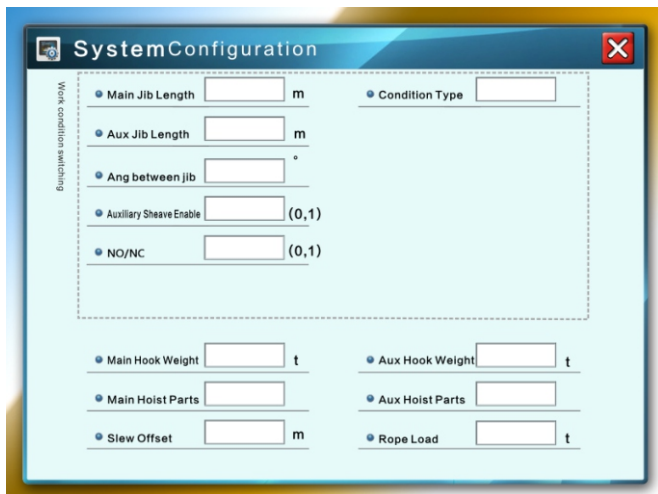 SystemConfiguration
Work condition switching
Main Jib Length m
Condition Type
Aux Jib Length m
Ang between jib °
Auxiliary Sheave Enable (0,1)
NO/NC (0,1)
Main Hook Weight t
Aux Hook Weight t
Main Hoist Parts
Aux Hoist Parts
Slew Offset m
Rope Load t